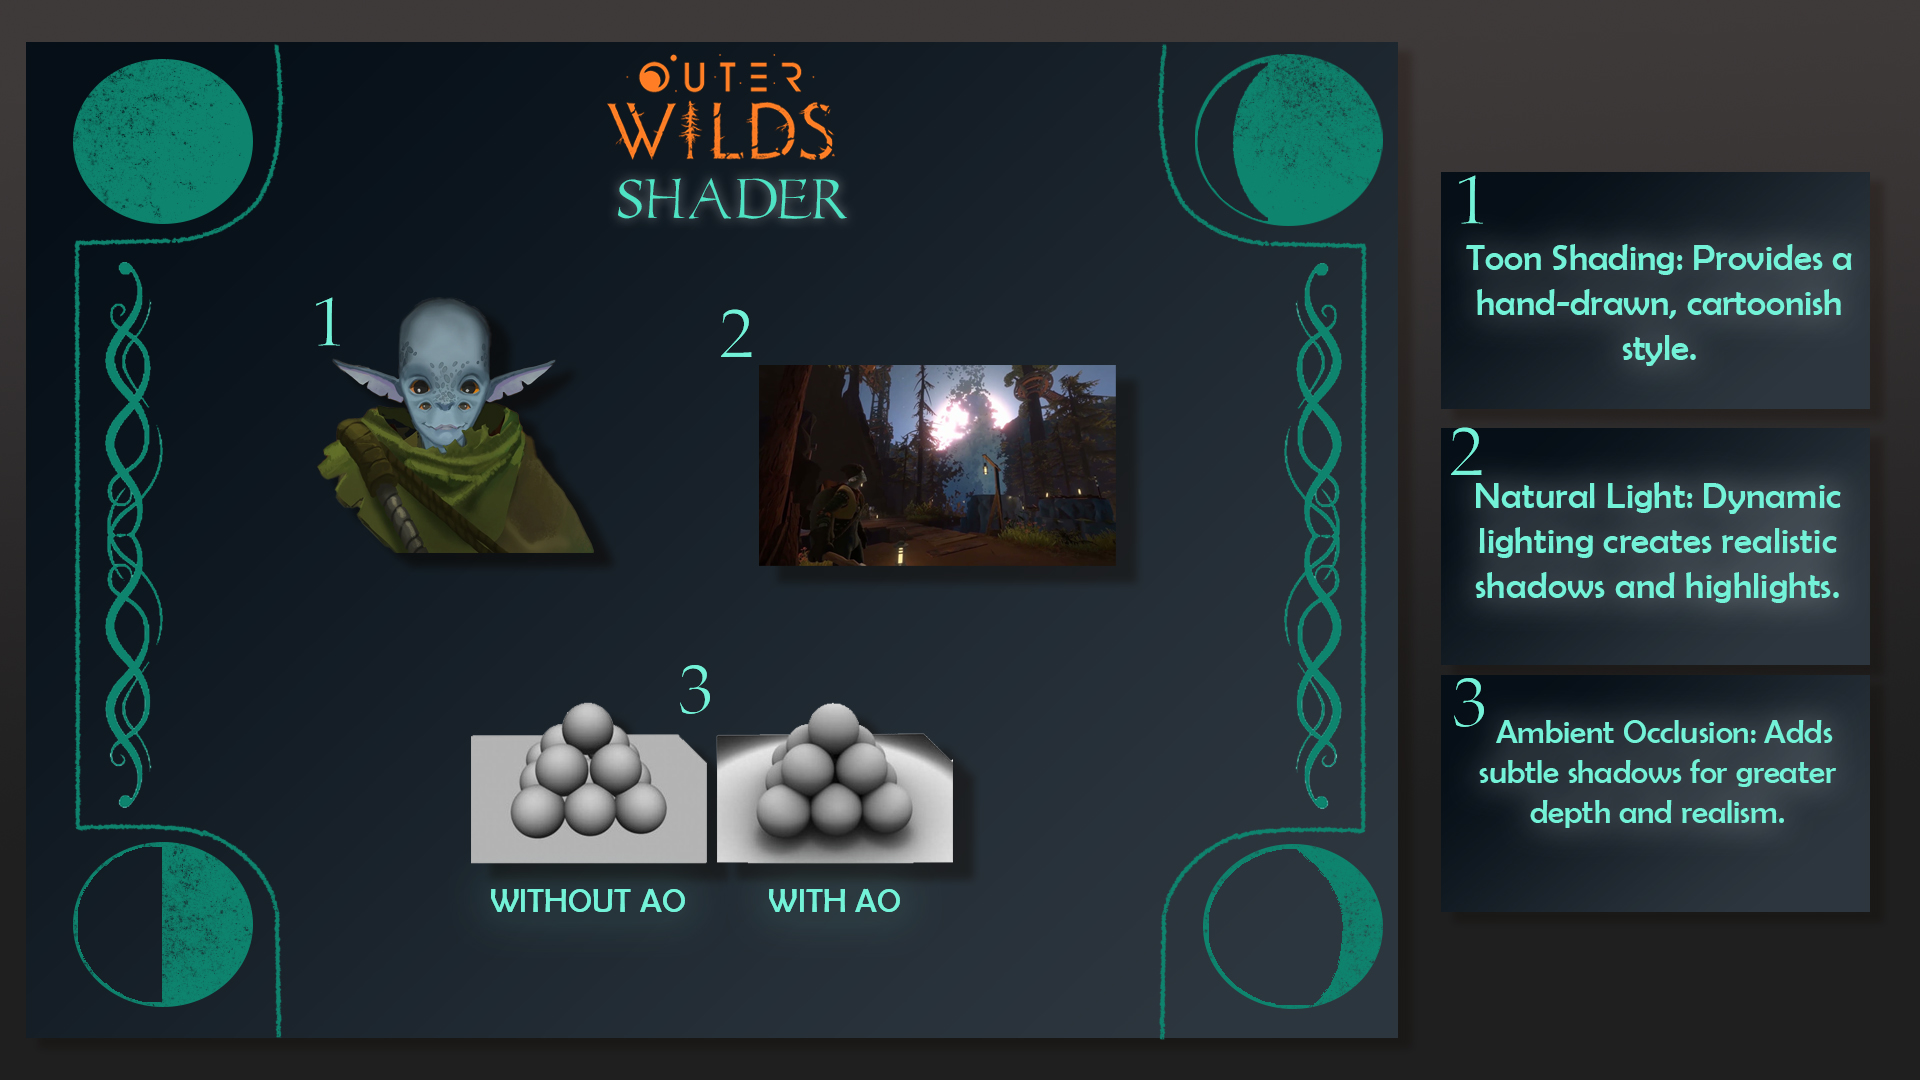 OUTER
WILDS
SHADER
1
2
3
WITHOUT AO
WITH AO
1
Toon Shading: Provides a
hand-drawn, cartoonish
style.
2
Natural Light: Dynamic
lighting creates realistic
shadows and highlights.
3
Ambient Occlusion: Adds
subtle shadows for greater
depth and realism.